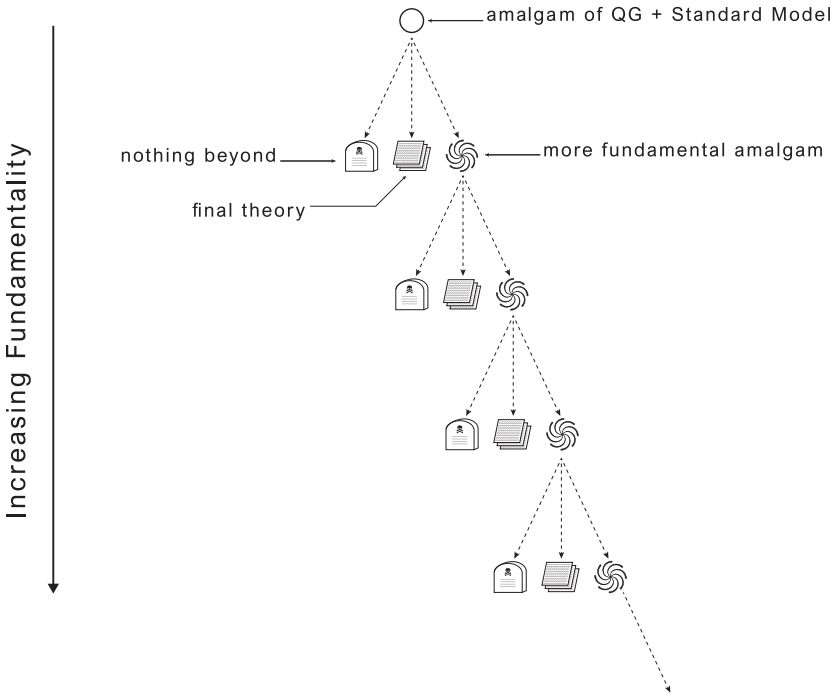 amalgam of QG + Standard Model
nothing beyond
more fundamental amalgam
final theory
Increasing Fundamentality